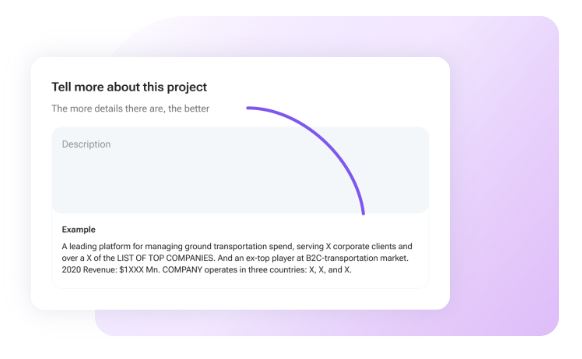 Tell more about this project
The more details there are, the better
Description
Example
A leading platform for managing ground transportation spend, serving X corporate clients and
over a X of the LIST OF TOP COMPANIES. And an ex-top player at B2C-transportation market.
2020 Revenue: $1XXX Mn. COMPANY operates in three countries: X, X, and X.